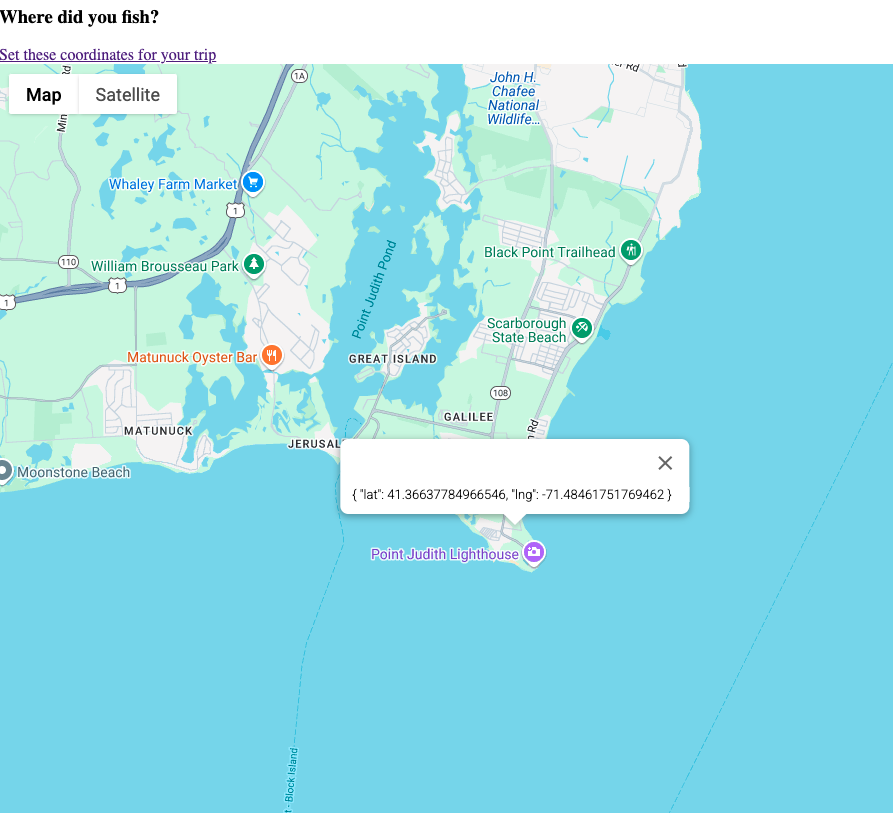 Where did you fish?
Set these coordinates for your trip
Map
Satellite
1A
John H.
Chafee
National
Wildlife...
Whaley Farm Market
1
Black Point Trailhead
110
William Brousseau Park
1
1
Point Judith Pond
Scarborough
State Beach
Matunuck Oyster Bar
GREAT ISLAND
108
GALILEE
MATUNUCK
JERUSAL
Moonstone Beach
{ "lat": 41.36637784966546, "lng": -71.48461751769462 }
Point Judith Lighthouse
t - Block Island